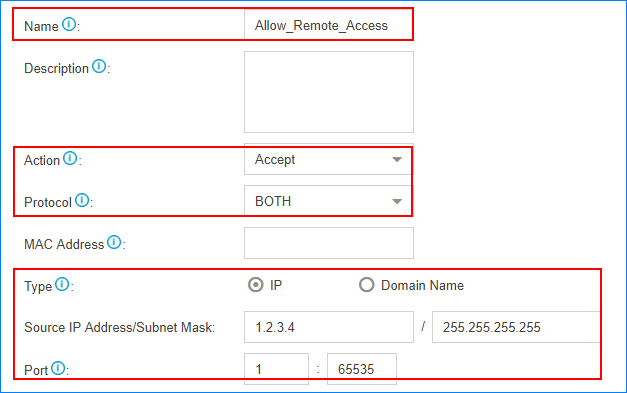 Name i: Allow_Remote_Access
Description i:
Action i: Accept
Protocol i: BOTH
MAC Address i:
Type i: IP Domain Name
Source IP Address/Subnet Mask: 1.2.3.4 / 255.255.255.255
Port i: 1 : 65535